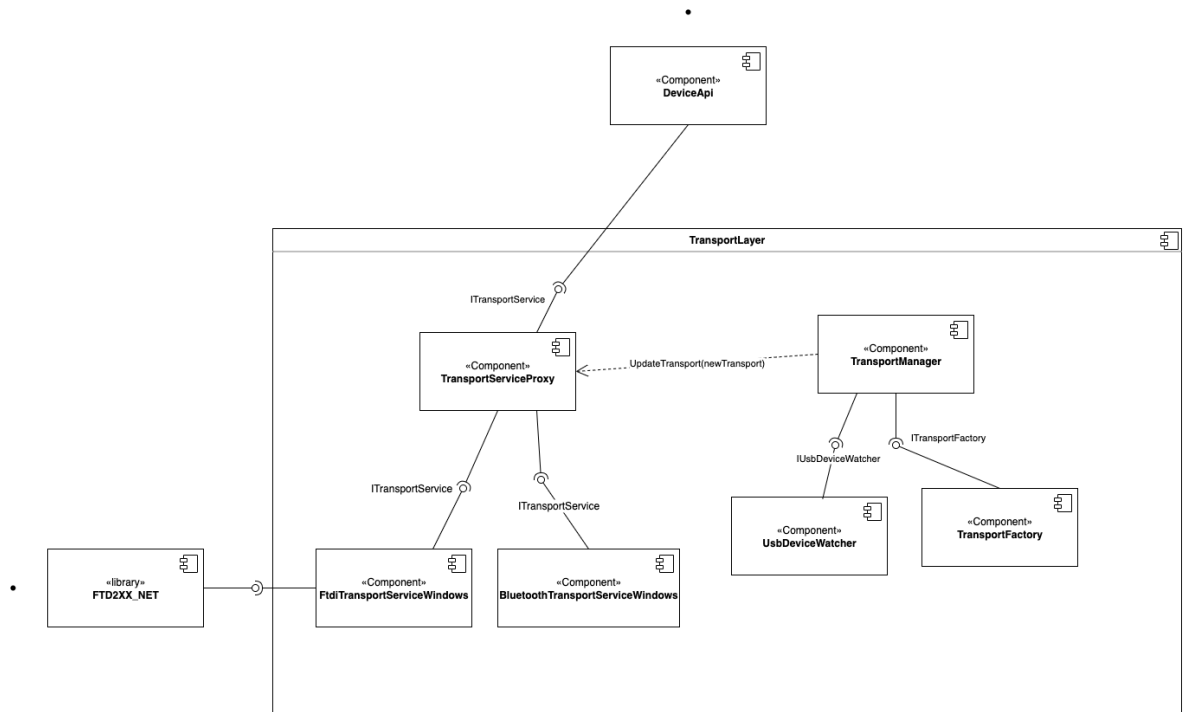 «Component»
DeviceApi
TransportLayer
ITransportService
«Component»
TransportServiceProxy
UpdateTransport(newTransport)
«Component»
TransportManager
ITransportService
ITransportService
IUsbDeviceWatcher
ITransportFactory
«Component»
UsbDeviceWatcher
«Component»
TransportFactory
«library»
FTD2XX_NET
«Component»
FtdiTransportServiceWindows
«Component»
BluetoothTransportServiceWindows